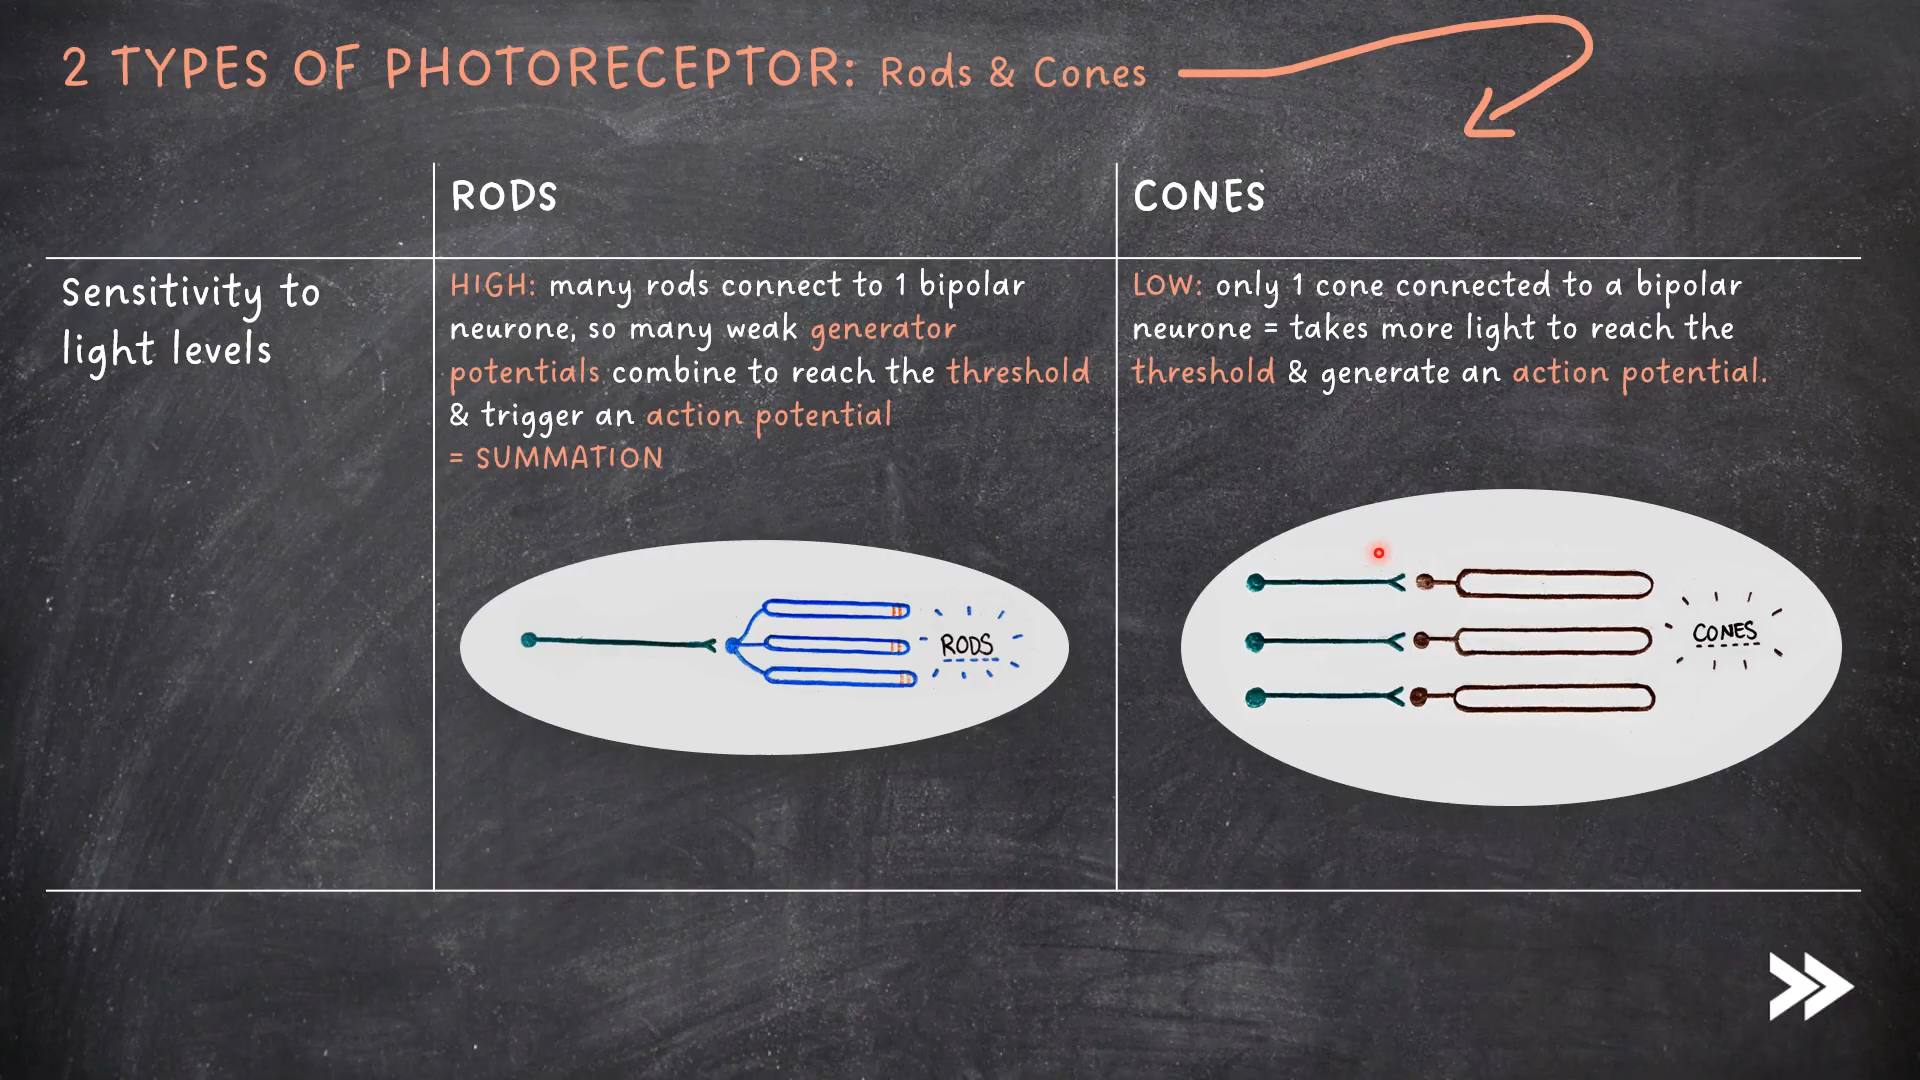 2 TYPES OF PHOTORECEPTOR: Rods & Cones
RODS
CONES
Sensitivity to
light levels
HIGH: many rods connect to 1 bipolar
neurone, so many weak generator
potentials combine to reach the threshold
& trigger an action potential
= SUMMATION
LOW: only 1 cone connected to a bipolar
neurone = takes more light to reach the
threshold & generate an action potential.
RODS
CONES